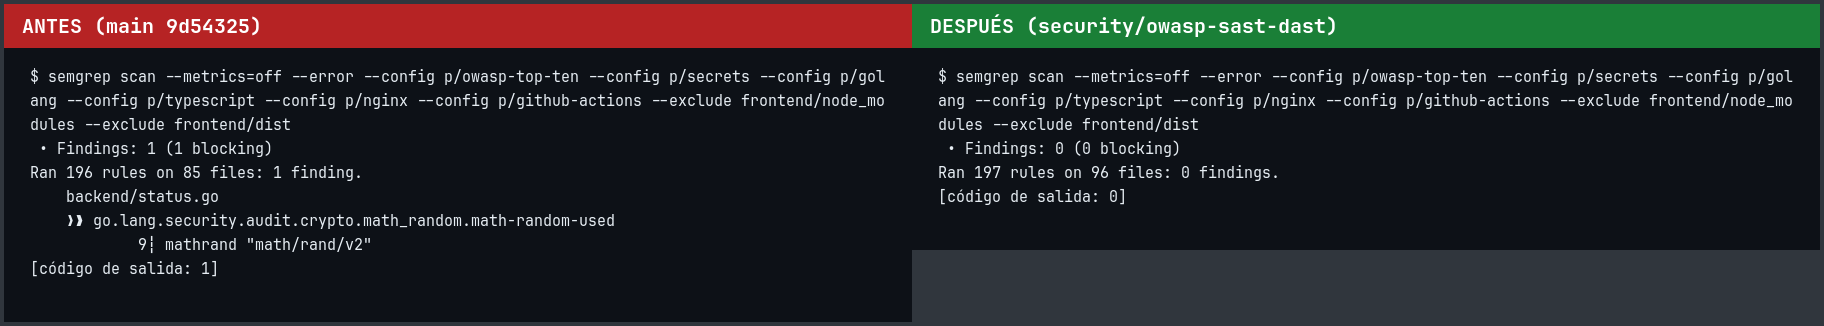 ANTES (main 9d54325)
$ semgrep scan --metrics=off --error --config p/owasp-top-ten --config p/secrets --config p/gol
ang --config p/typescript --config p/nginx --config p/github-actions --exclude frontend/node_mo
dules --exclude frontend/dist
• Findings: 1 (1 blocking)
Ran 196 rules on 85 files: 1 finding.
backend/status.go
❯❯ go.lang.security.audit.crypto.math_random.math-random-used
9┆ mathrand "math/rand/v2"
[código de salida: 1]
DESPUÉS (security/owasp-sast-dast)
$ semgrep scan --metrics=off --error --config p/owasp-top-ten --config p/secrets --config p/gol
ang --config p/typescript --config p/nginx --config p/github-actions --exclude frontend/node_mo
dules --exclude frontend/dist
• Findings: 0 (0 blocking)
Ran 197 rules on 96 files: 0 findings.
[código de salida: 0]